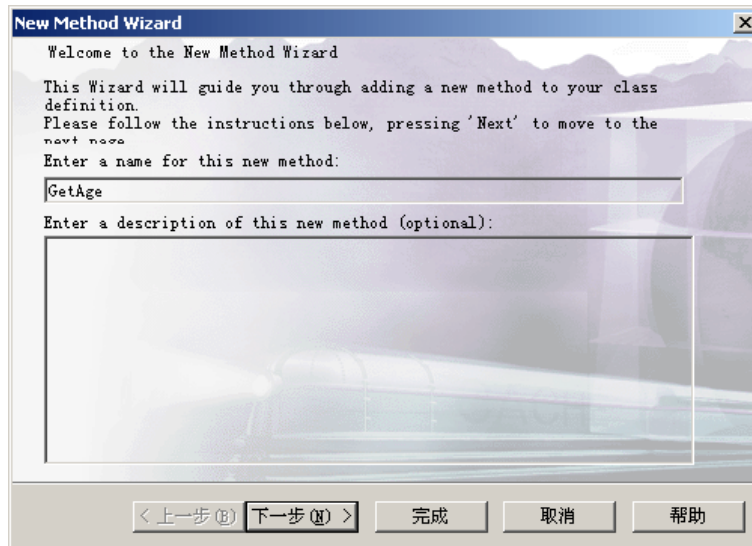 New Method Wizard
Welcome to the New Method Wizard
This Wizard will guide you through adding a new method to your class
definition.
Please follow the instructions below, pressing 'Next' to move to the
next page
Enter a name for this new method:
GetAge
Enter a description of this new method (optional):
< 上一步(B) 下一步(N) > 完成 取消 帮助